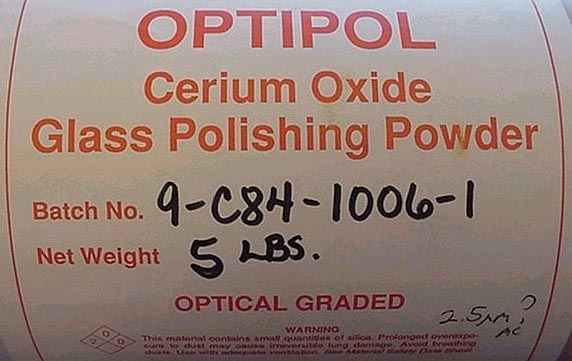 OPTIPOL
Cerium Oxide
Glass Polishing Powder
Batch No. 9-C84-1006-1
Net Weight 5 LBS.
OPTICAL GRADED
2.5µm?
WARNING
This material contains small quantities of silica. Prolonged overexpo-
sure to dust may cause irreversible lung damage. Avoid breathing
dusts. Use with adequate ventilation. See Material Safety Data Sheet.